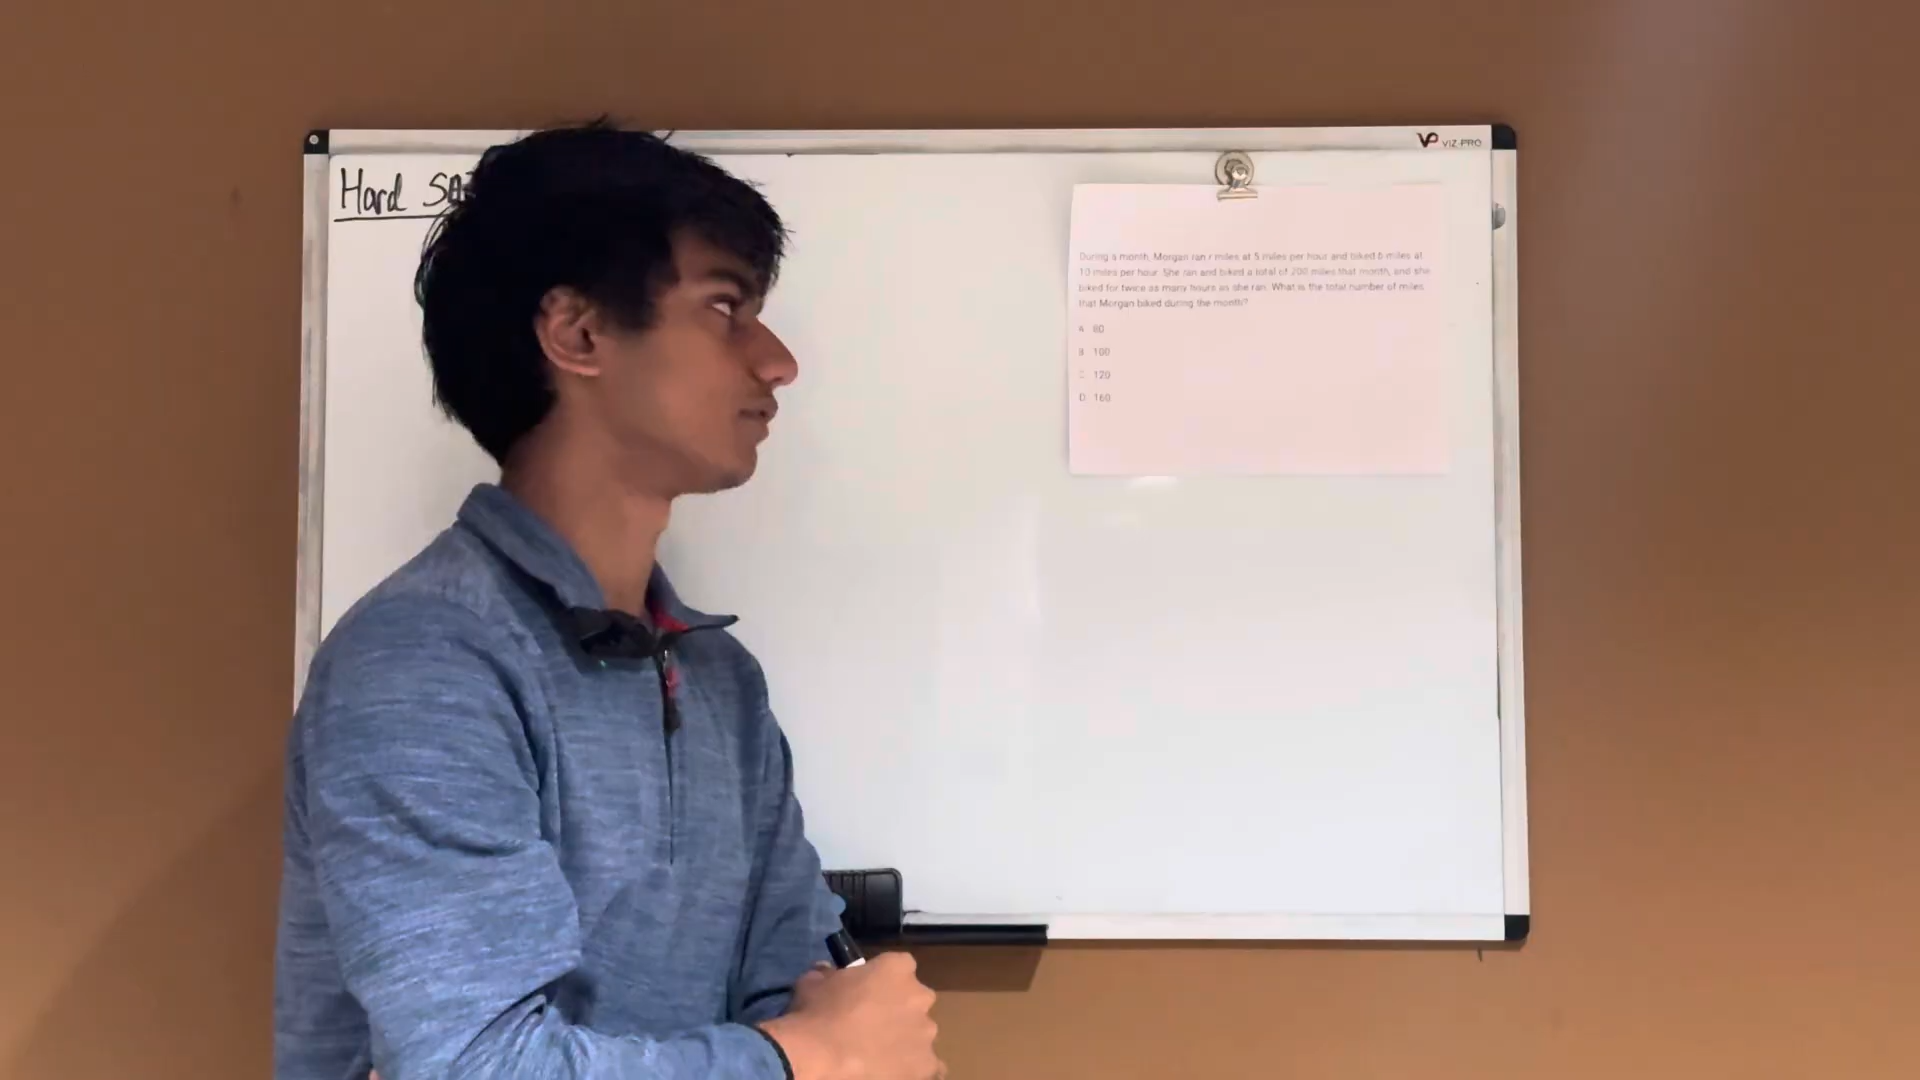 Hard SAT
VP VIZ-PRO
During a month, Morgan ran r miles at 5 miles per hour and biked b miles at
10 miles per hour. She ran and biked a total of 200 miles that month, and she
biked for twice as many hours as she ran. What is the total number of miles
that Morgan biked during the month?
A. 80
B. 100
C. 120
D. 160